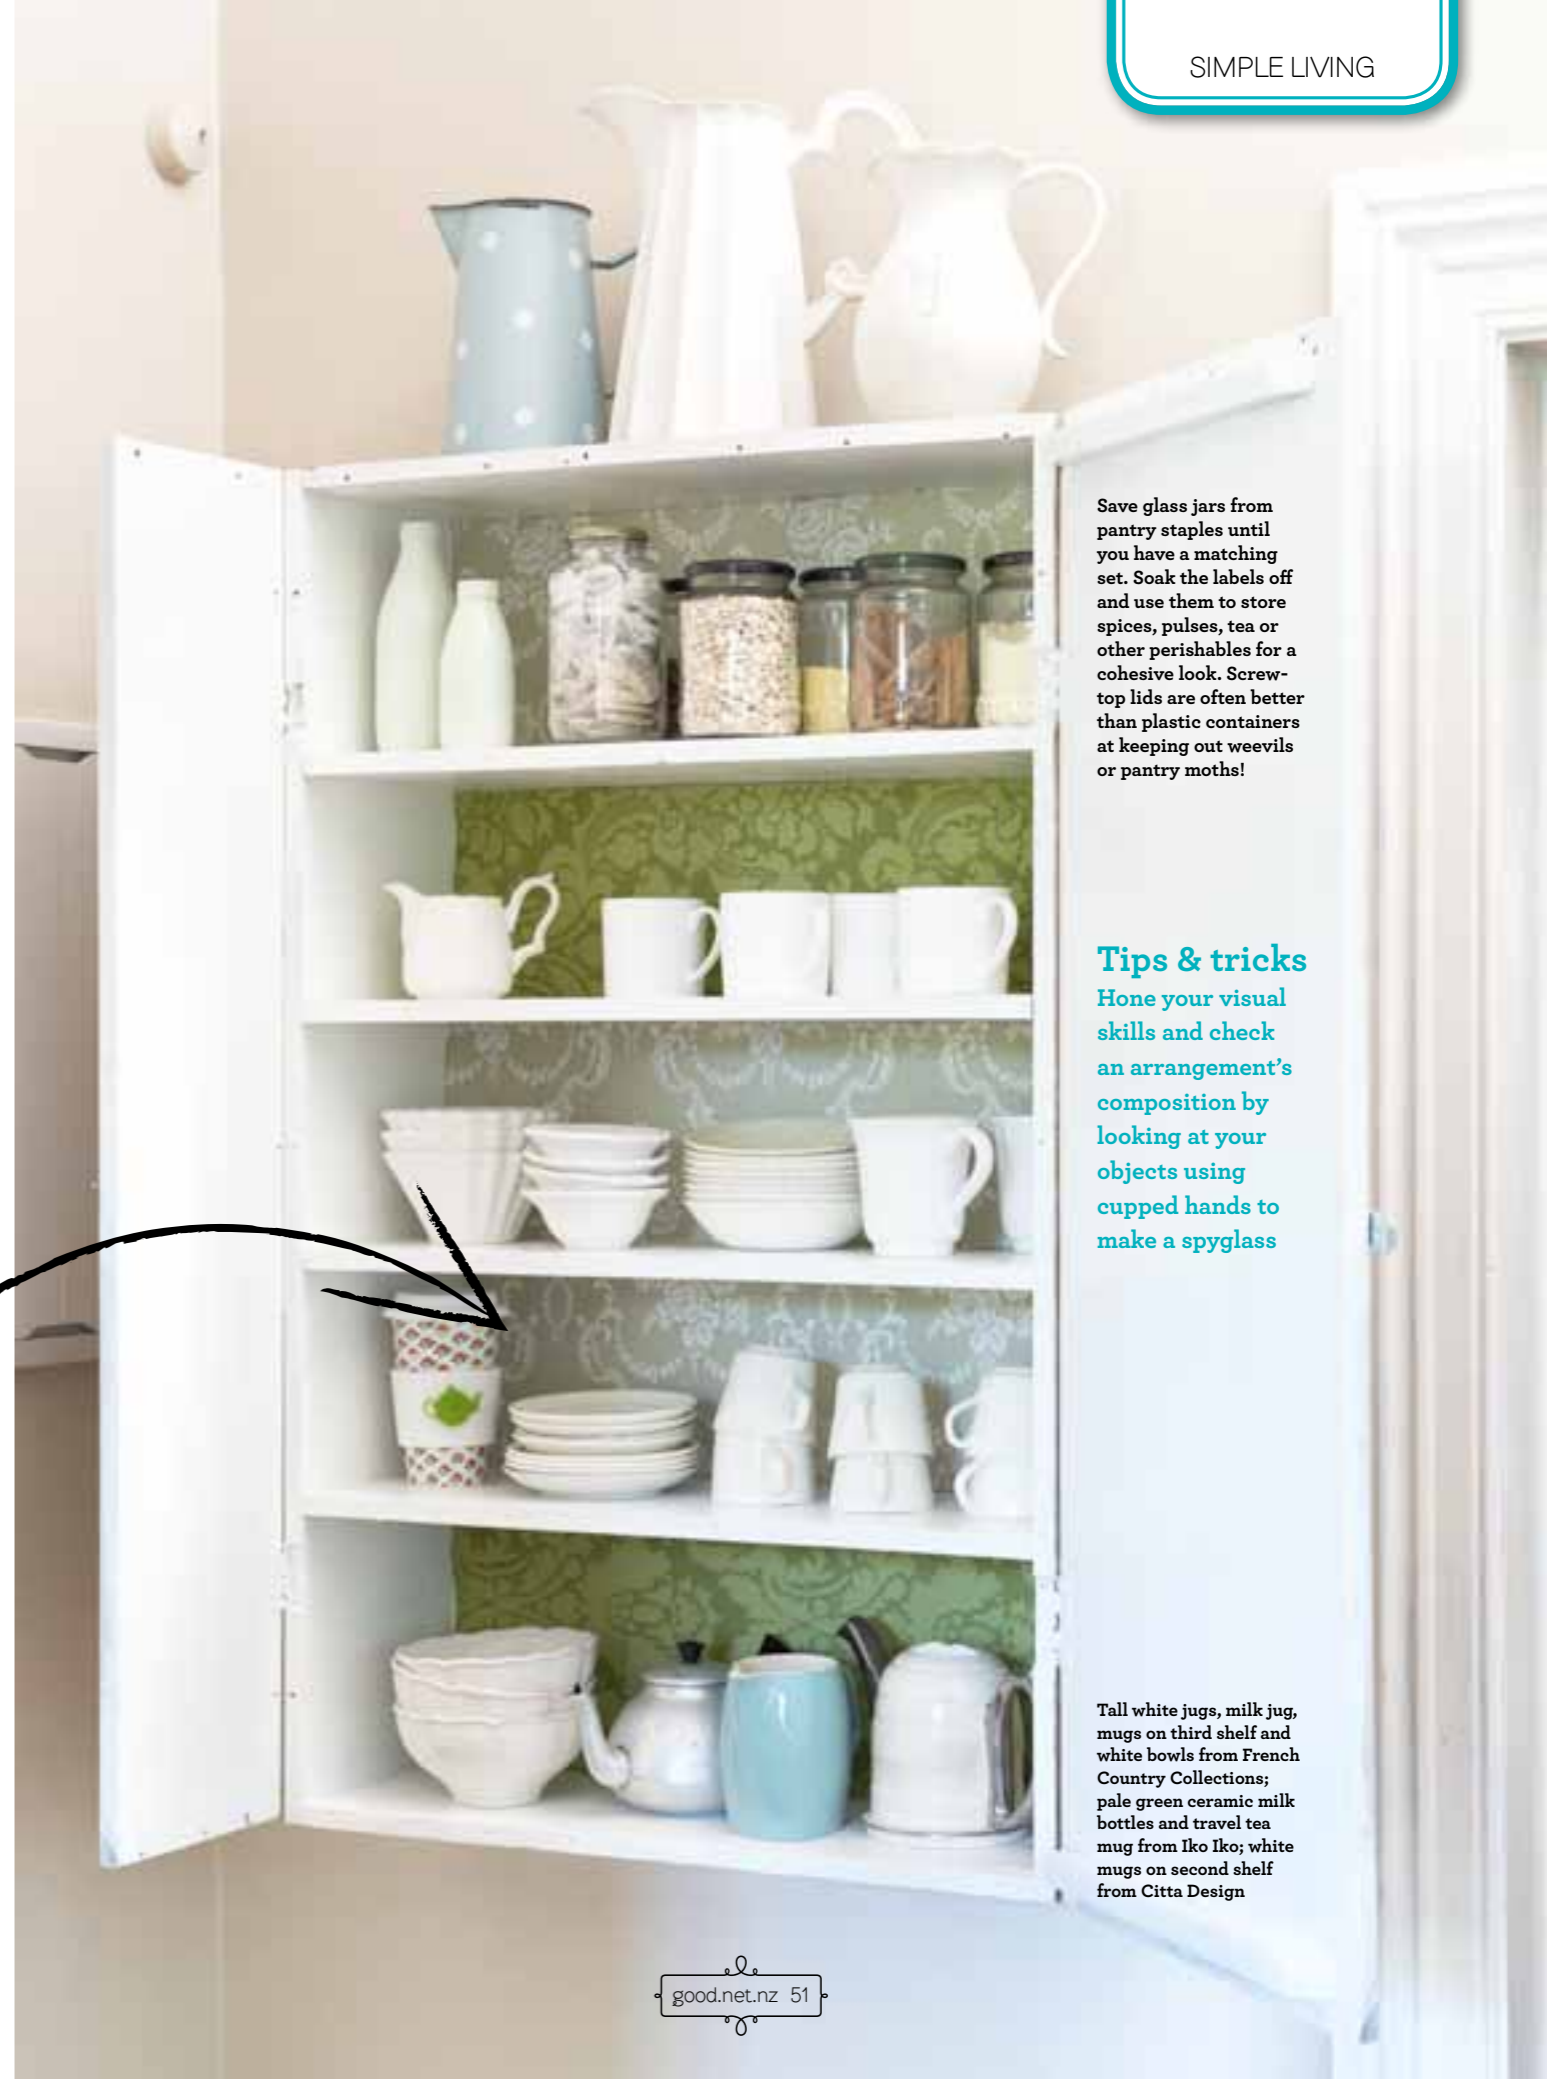 SIMPLE LIVING
Save glass jars from
pantry staples until
you have a matching
set. Soak the labels off
and use them to store
spices, pulses, tea or
other perishables for a
cohesive look. Screw-
top lids are often better
than plastic containers
at keeping out weevils
or pantry moths!
Tips & tricks
Hone your visual
skills and check
an arrangement’s
composition by
looking at your
objects using
cupped hands to
make a spyglass
Tall white jugs, milk jug,
mugs on third shelf and
white bowls from French
Country Collections;
pale green ceramic milk
bottles and travel tea
mug from Iko Iko; white
mugs on second shelf
from Citta Design
good.net.nz 51